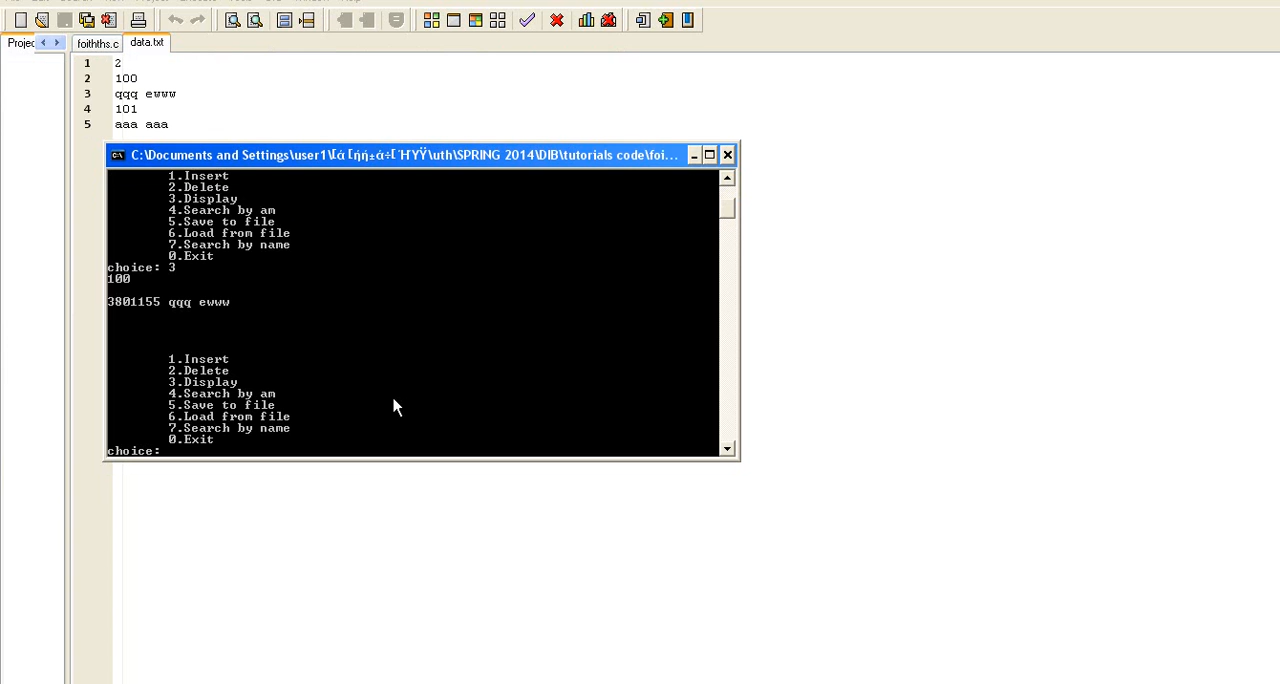 Projec
foithths.c
data.txt
1 2
2 100
3 qqq ewww
4 101
5 aaa aaa
1.Insert
2.Delete
3.Display
4.Search by am
5.Save to file
6.Load from file
7.Search by name
0.Exit
choice: 3
100
3801155 qqq ewww
1.Insert
2.Delete
3.Display
4.Search by am
5.Save to file
6.Load from file
7.Search by name
0.Exit
choice: